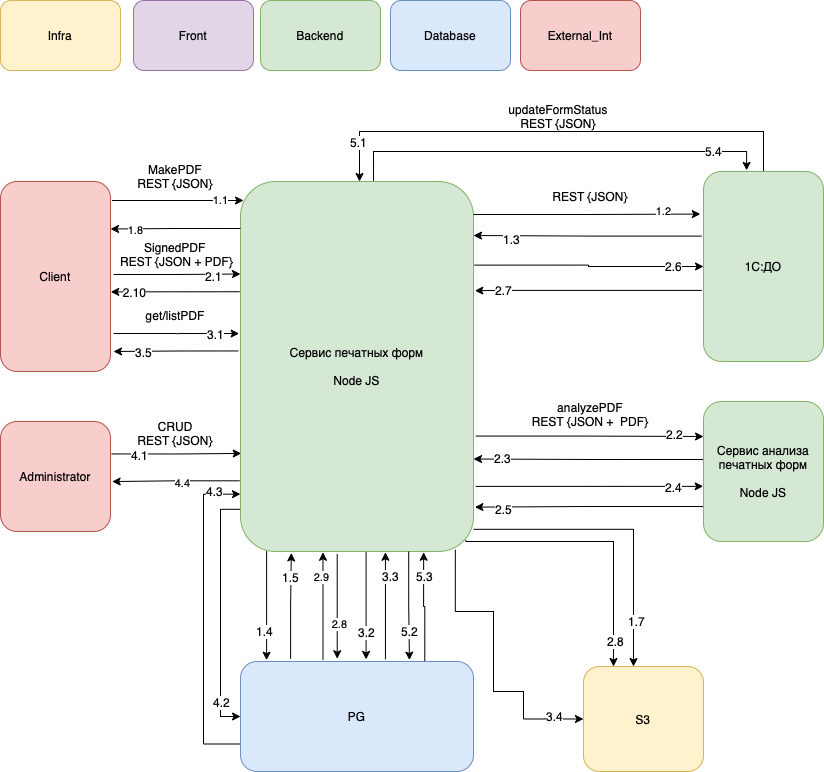 Infra
Front
Backend
Database
External_Int
updateFormStatus
REST {JSON}
5.1
5.4
MakePDF
REST {JSON}
1.1
1.8
SignedPDF
REST {JSON + PDF}
2.1
2.10
get/listPDF
3.1
3.5
Client
REST {JSON}
1.2
1.3
2.6
2.7
1С:ДО
Сервис печатных форм
Node JS
CRUD
REST {JSON}
4.1
4.4
4.3
Administrator
analyzePDF
REST {JSON + PDF}
2.2
2.3
2.4
2.5
Сервис анализа
печатных форм
Node JS
1.4
1.5
2.9
2.8
3.2
3.3
5.2
5.3
1.7
2.8
4.2
3.4
PG
S3